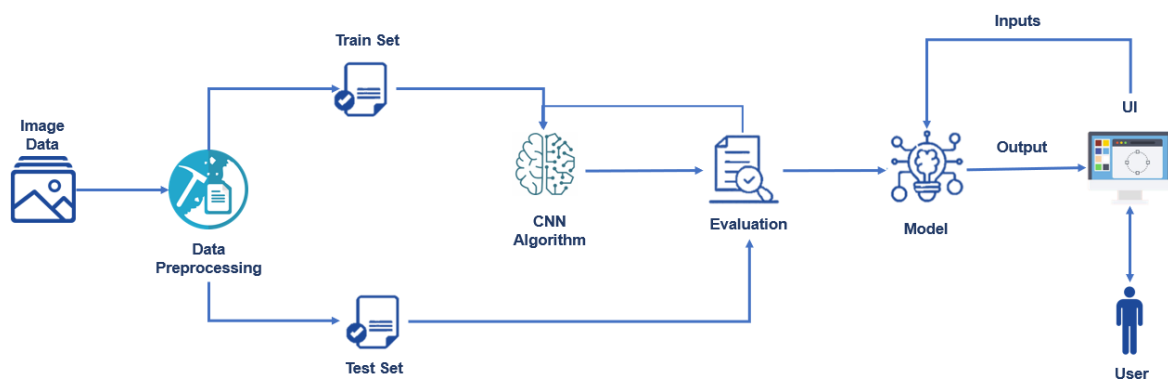 Image
Data
Data
Preprocessing
Train Set
Test Set
CNN
Algorithm
Evaluation
Model
Inputs
Output
UI
User